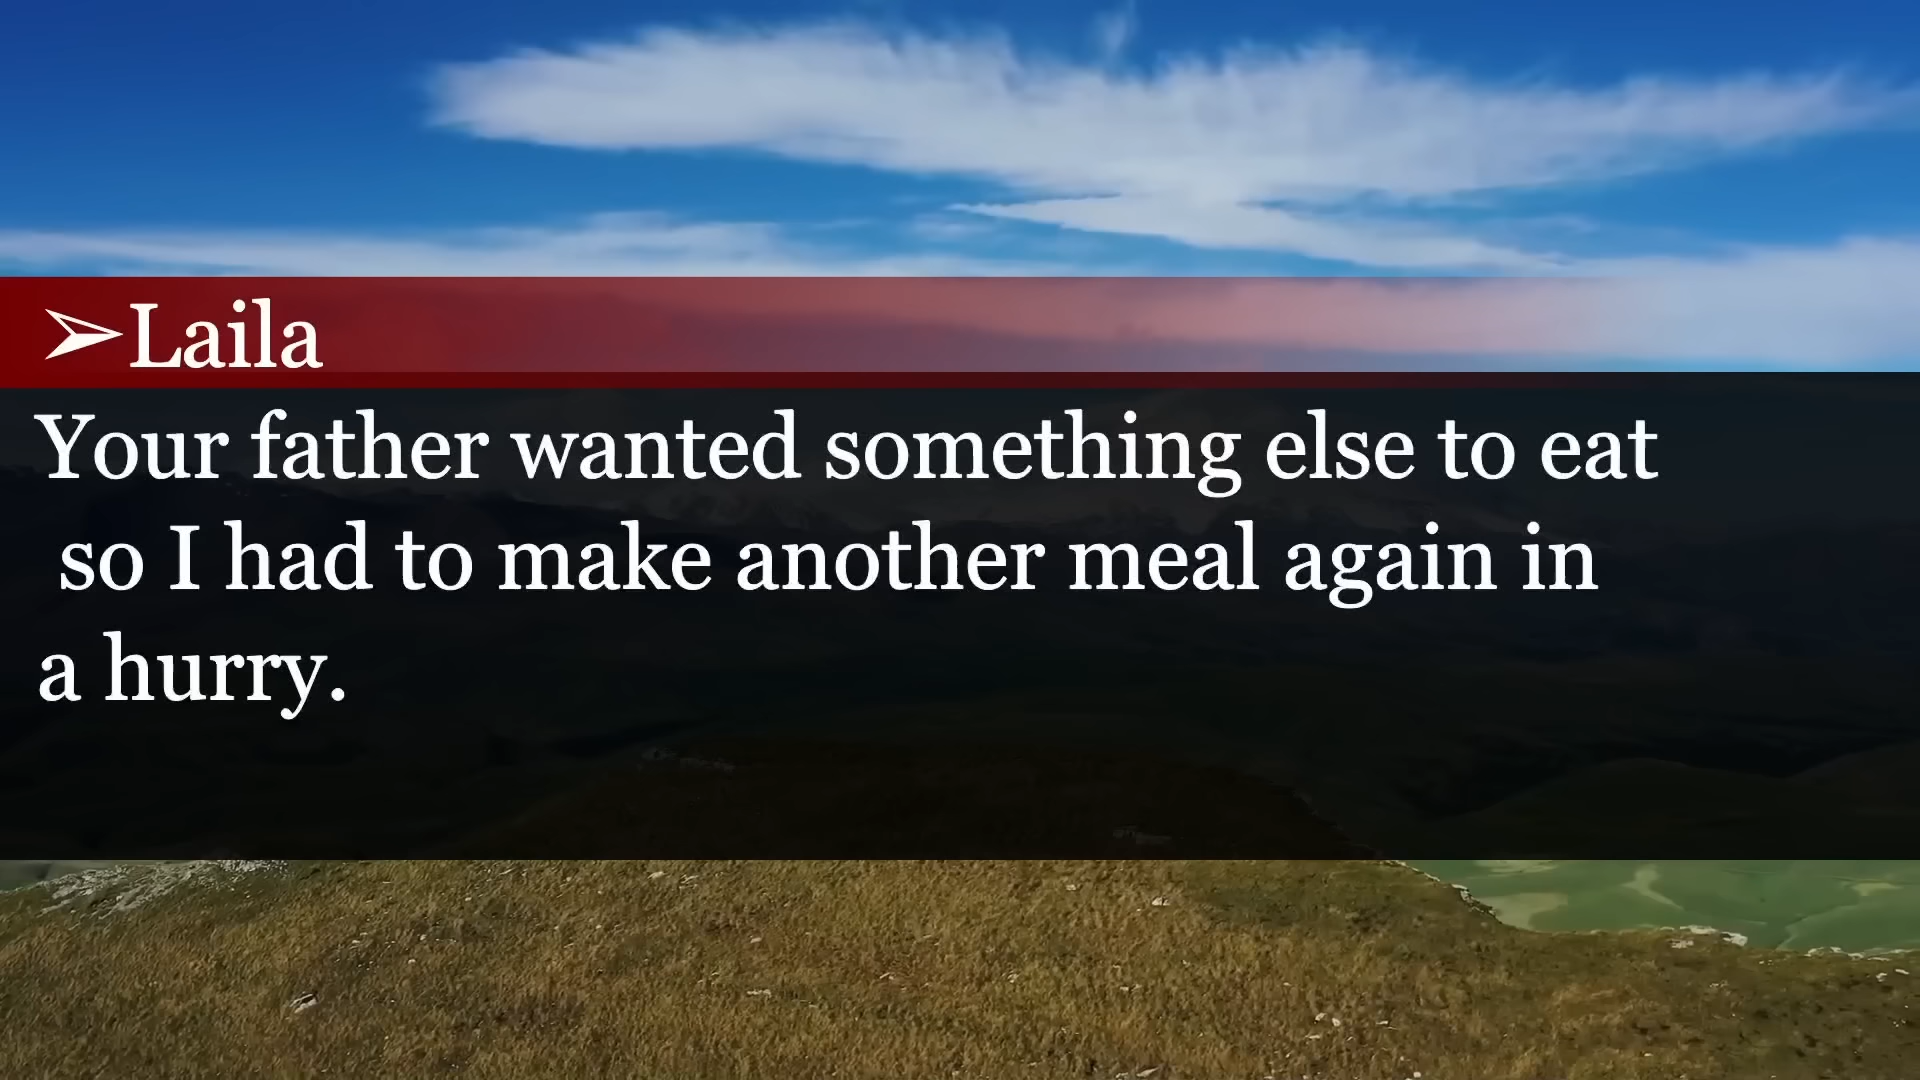 ➢Laila
Your father wanted something else to eat
so I had to make another meal again in
a hurry.